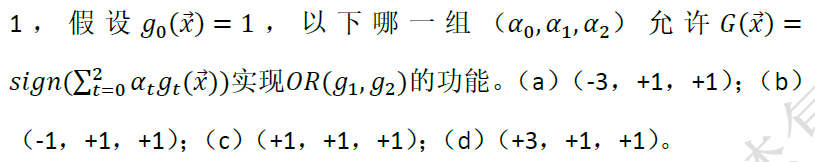 1，假设 g₀(x⃗) = 1，以下哪一组（α₀,α₁,α₂）允许 G(x⃗) =
sign(∑²ₜ₌₀ αₜgₜ(x⃗))实现OR(g₁,g₂)的功能。（a）（-3，+1，+1）；（b）
（-1，+1，+1）；（c）（+1，+1，+1）；（d）（+3，+1，+1）。